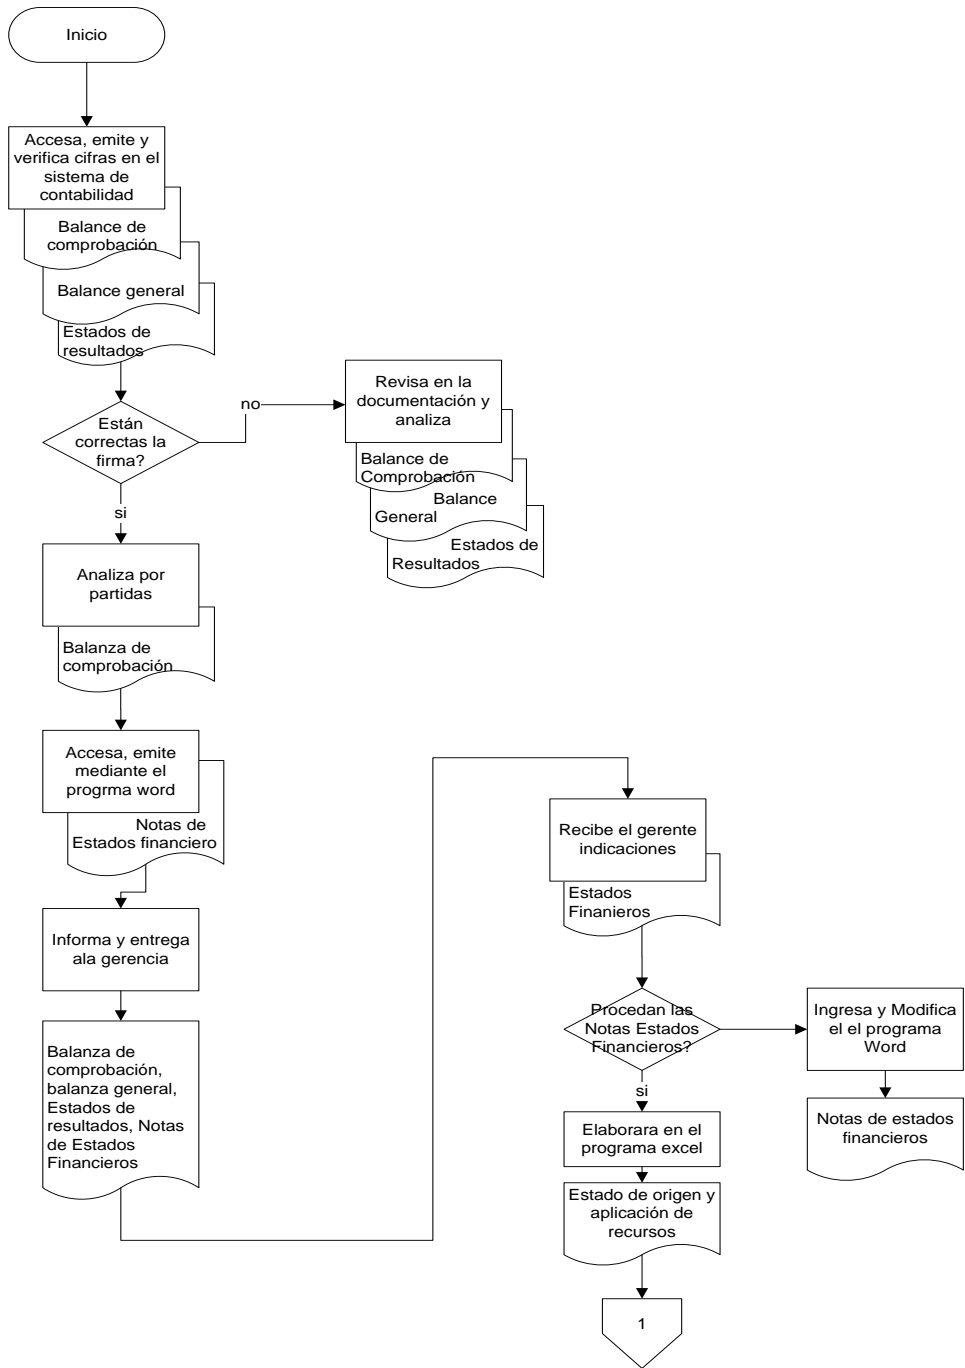 Inicio
Accesa, emite y
verifica cifras en el
sistema de
contabilidad
Balance de
comprobación
Balance general
Estados de
resultados
Están
correctas la
firma?
no
Revisa en la
documentación y
analiza
Balance de
Comprobación
Balance
General
Estados de
Resultados
si
Analiza por
partidas
Balanza de
comprobación
Accesa, emite
mediante el
progrma word
Notas de
Estados financiero
Informa y entrega
ala gerencia
Balanza de
comprobación,
balanza general,
Estados de
resultados, Notas
de Estados
Financieros
Recibe el gerente
indicaciones
Estados
Finanieros
Procedan las
Notas Estados
Financieros?
Ingresa y Modifica
el el programa
Word
Notas de estados
financieros
si
Elaborara en el
programa excel
Estado de origen y
aplicación de
recursos
1